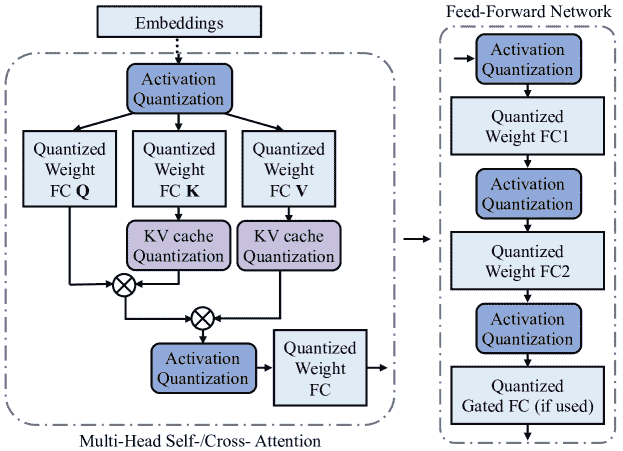 Embeddings
Activation
Quantization
Quantized
Weight
FC Q
Quantized
Weight
FC K
Quantized
Weight
FC V
KV cache
Quantization
KV cache
Quantization
Activation
Quantization
Quantized
Weight
FC
Multi-Head Self-/Cross- Attention
Feed-Forward Network
Activation
Quantization
Quantized
Weight FC1
Activation
Quantization
Quantized
Weight FC2
Activation
Quantization
Quantized
Gated FC (if used)